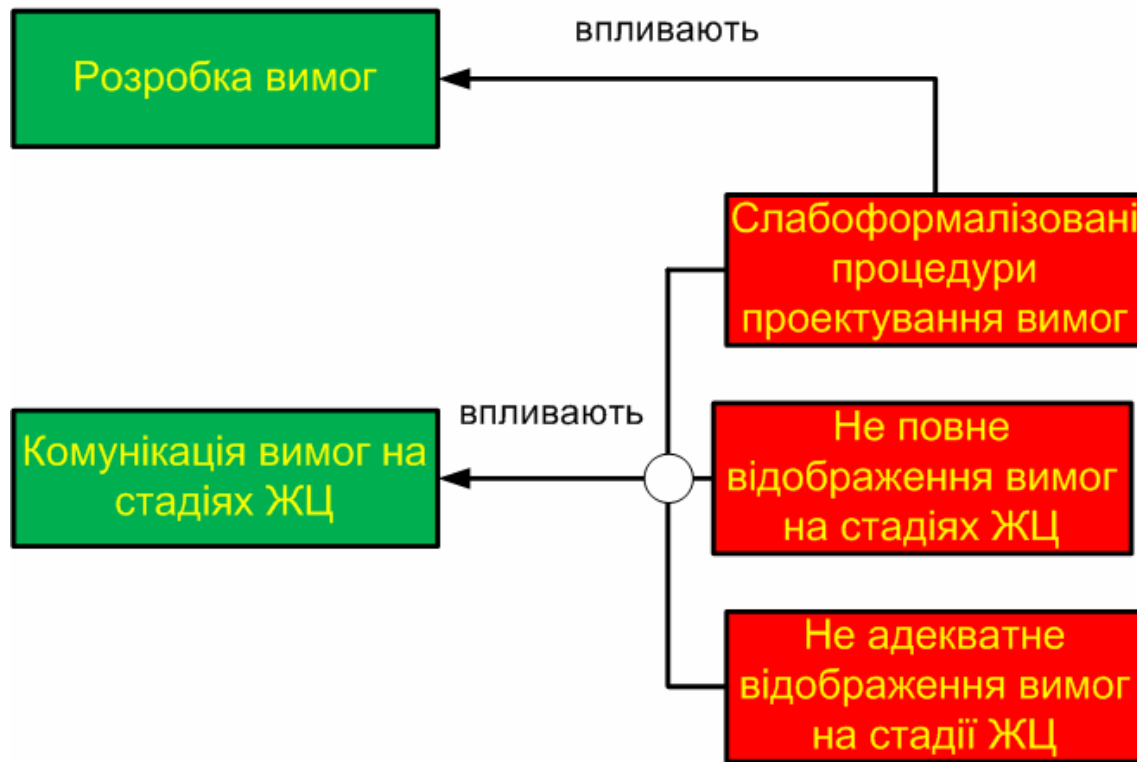 впливають
Розробка вимог
Слабоформалізовані
процедури
проектування вимог
впливають
Комунікація вимог на
стадіях ЖЦ
Не повне
відображення вимог
на стадіях ЖЦ
Не адекватне
відображення вимог
на стадії ЖЦ